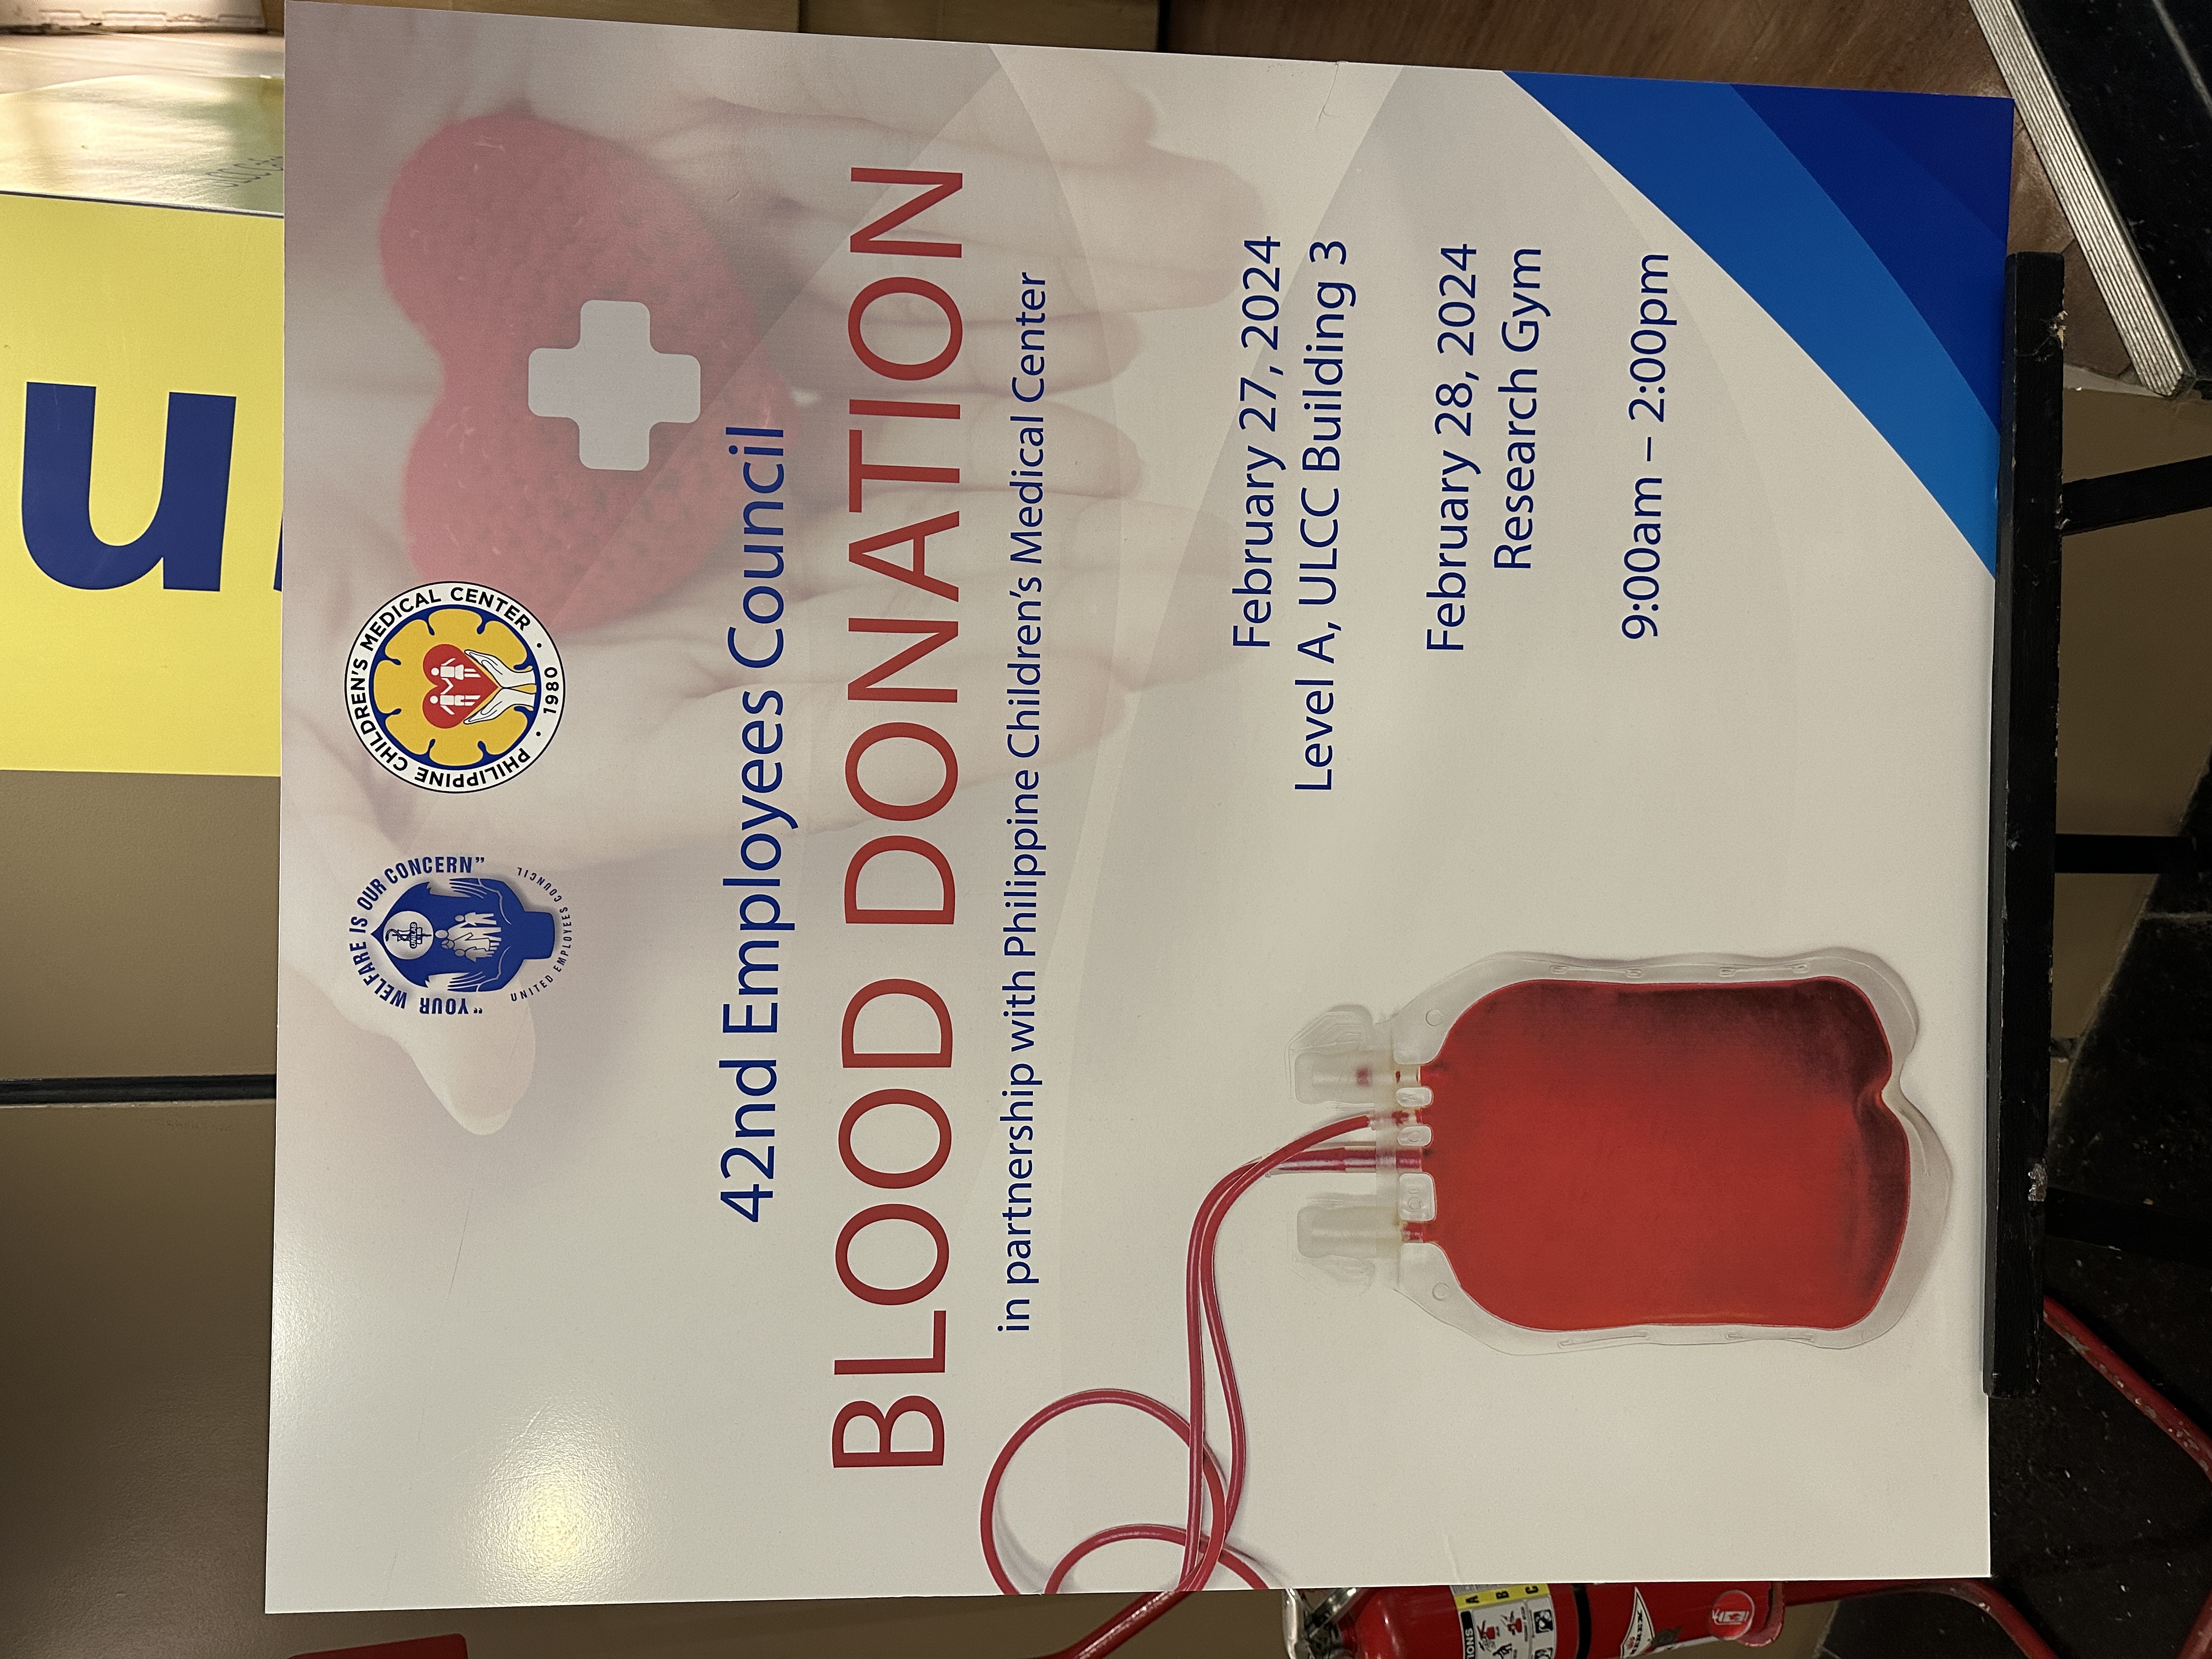 un
"YOUR WELFARE IS OUR CONCERN"
UNILAB
UNITED EMPLOYEES COUNCIL
PHILIPPINE CHILDREN'S MEDICAL CENTER
• 1980 •
42nd Employees Council
BLOOD DONATION
in partnership with Philippine Children's Medical Center
February 27, 2024
Level A, ULCC Building 3
February 28, 2024
Research Gym
9:00am – 2:00pm
A
B
C